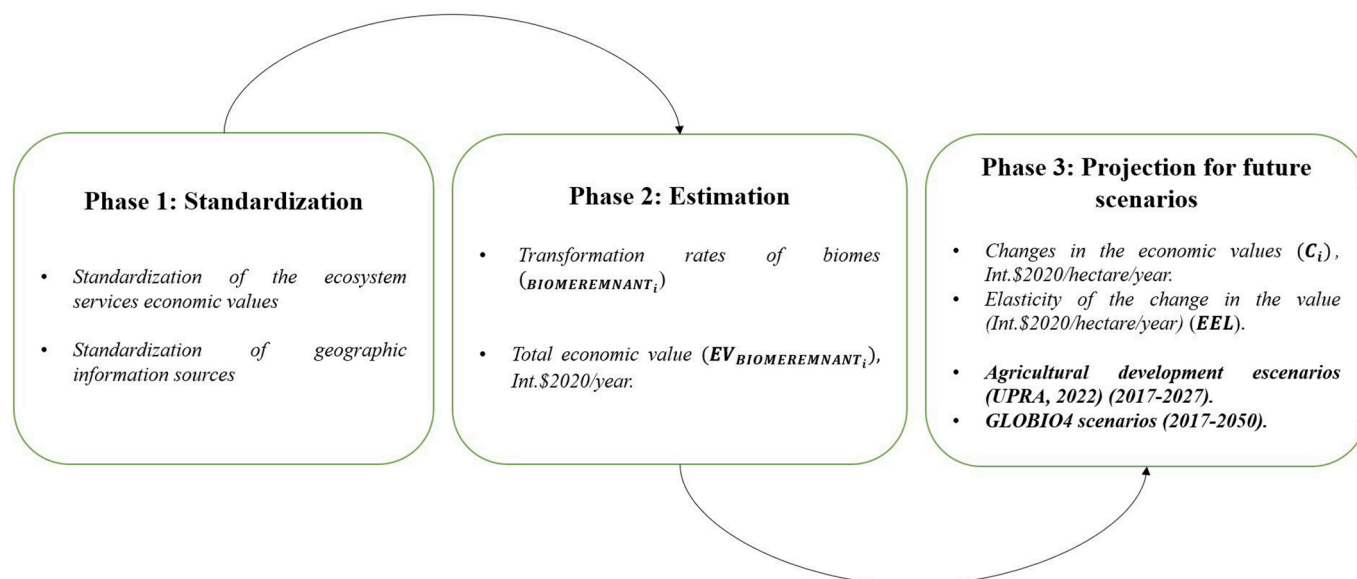 Phase 1: Standardization
• Standardization of the ecosystem
services economic values
• Standardization of geographic
information sources
Phase 2: Estimation
• Transformation rates of biomes
(BIOMEREMNANT_i)
• Total economic value (EV_BIOMEREMNANT_i),
Int.$2020/year.
Phase 3: Projection for future
scenarios
• Changes in the economic values (C_i),
Int.$2020/hectare/year.
• Elasticity of the change in the value
(Int.$2020/hectare/year) (EEL).
• Agricultural development escenarios
(UPRA, 2022) (2017-2027).
• GLOBIO4 scenarios (2017-2050).